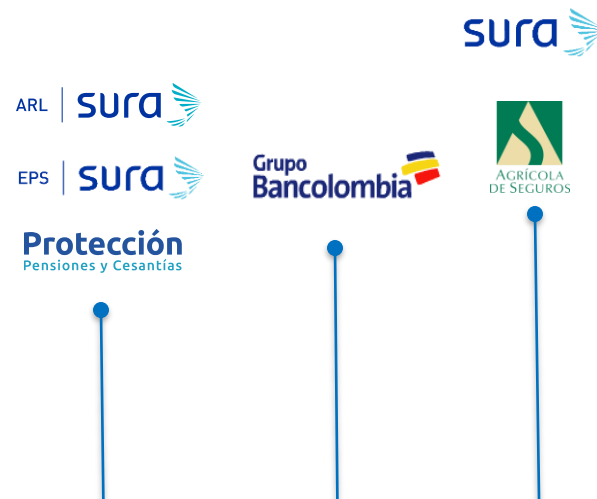 sura
ARL
sura
EPS
sura
Protección
Pensiones y Cesantías
Grupo
Bancolombia
AGRÍCOLA
DE SEGUROS